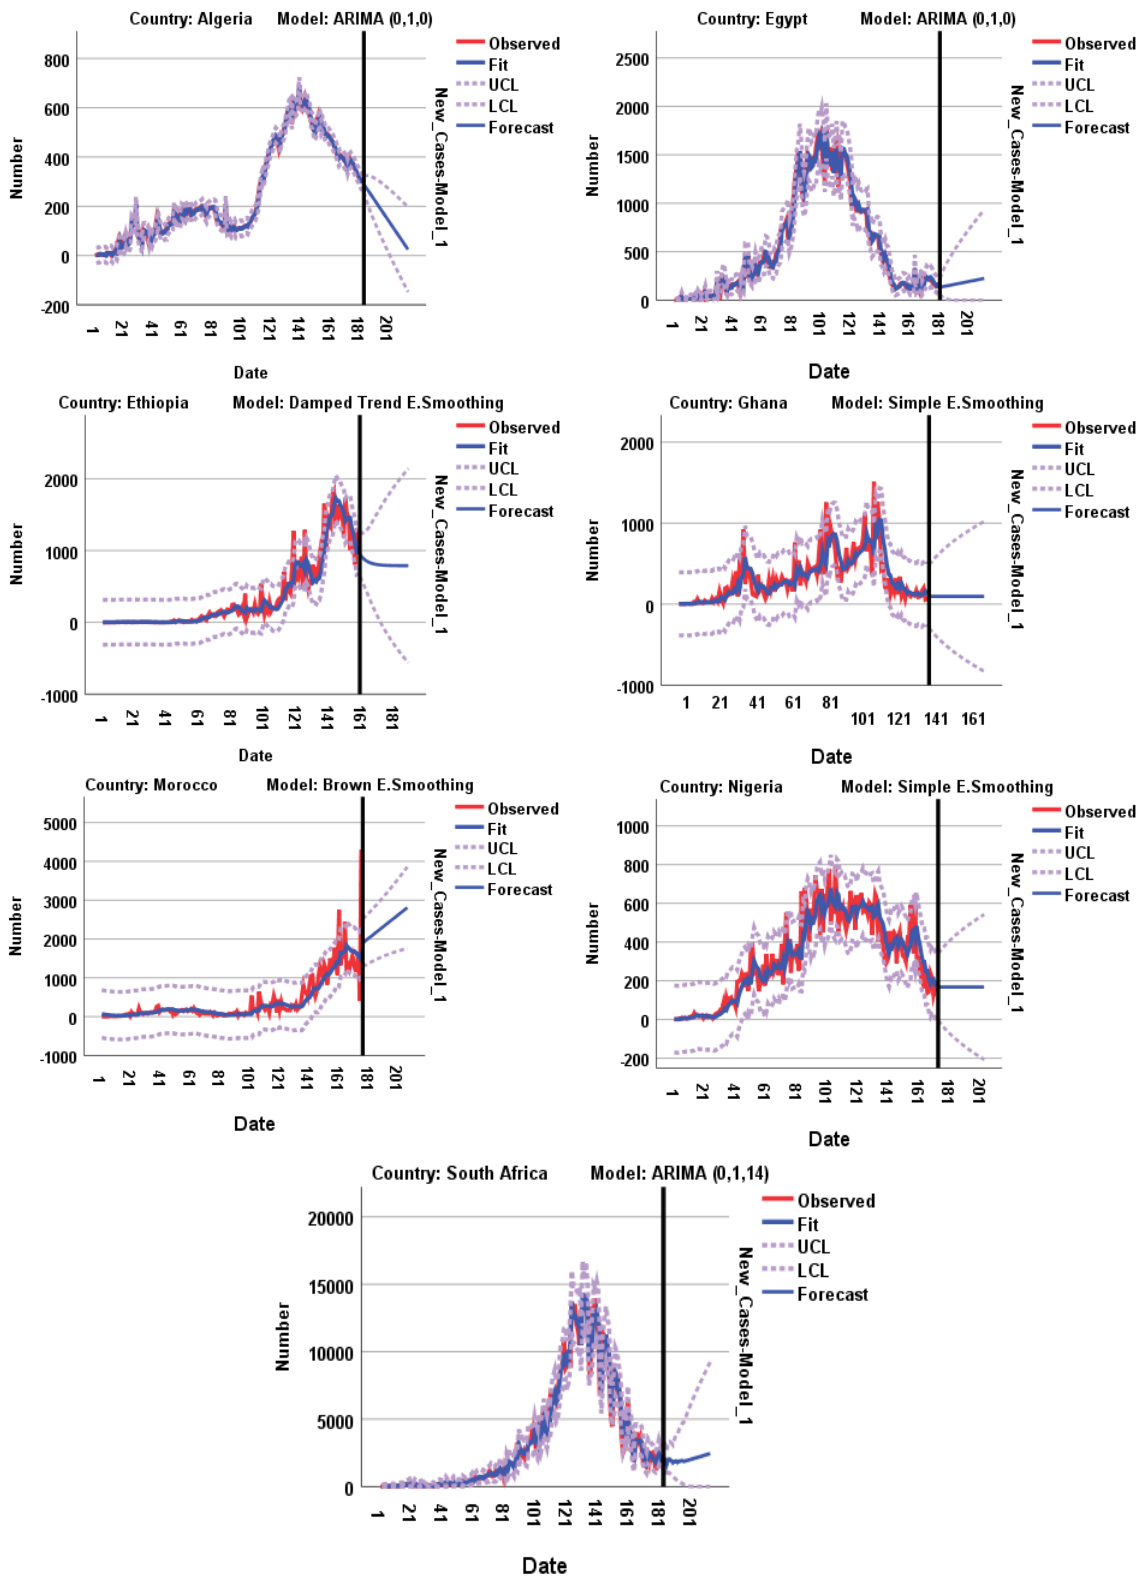 Country: Algeria Model: ARIMA (0,1,0)
Number
800
600
400
200
0
-200
1 21 41 61 81 101 121 141 161 181 201
Date
New_Cases-Model_1
Observed
Fit
UCL
LCL
Forecast
Country: Egypt Model: ARIMA (0,1,0)
Number
2500
2000
1500
1000
500
0
1 21 41 61 81 101 121 141 161 181 201
Date
New_Cases-Model_1
Observed
Fit
UCL
LCL
Forecast
Country: Ethiopia Model: Damped Trend E.Smoothing
Number
2000
1000
0
-1000
1 21 41 61 81 101 121 141 161 181
Date
New_Cases-Model_1
Observed
Fit
UCL
LCL
Forecast
Country: Ghana Model: Simple E.Smoothing
Number
2000
1000
0
-1000
1 21 41 61 81 101 121 141 161
Date
New_Cases-Model_1
Observed
Fit
UCL
LCL
Forecast
Country: Morocco Model: Brown E.Smoothing
Number
5000
4000
3000
2000
1000
0
-1000
1 21 41 61 81 101 121 141 161 181 201
Date
New_Cases-Model_1
Observed
Fit
UCL
LCL
Forecast
Country: Nigeria Model: Simple E.Smoothing
Number
1000
800
600
400
200
0
-200
1 21 41 61 81 101 121 141 161 181 201
Date
New_Cases-Model_1
Observed
Fit
UCL
LCL
Forecast
Country: South Africa Model: ARIMA (0,1,14)
Number
20000
15000
10000
5000
0
1 21 41 61 81 101 121 141 161 181 201
Date
New_Cases-Model_1
Observed
Fit
UCL
LCL
Forecast